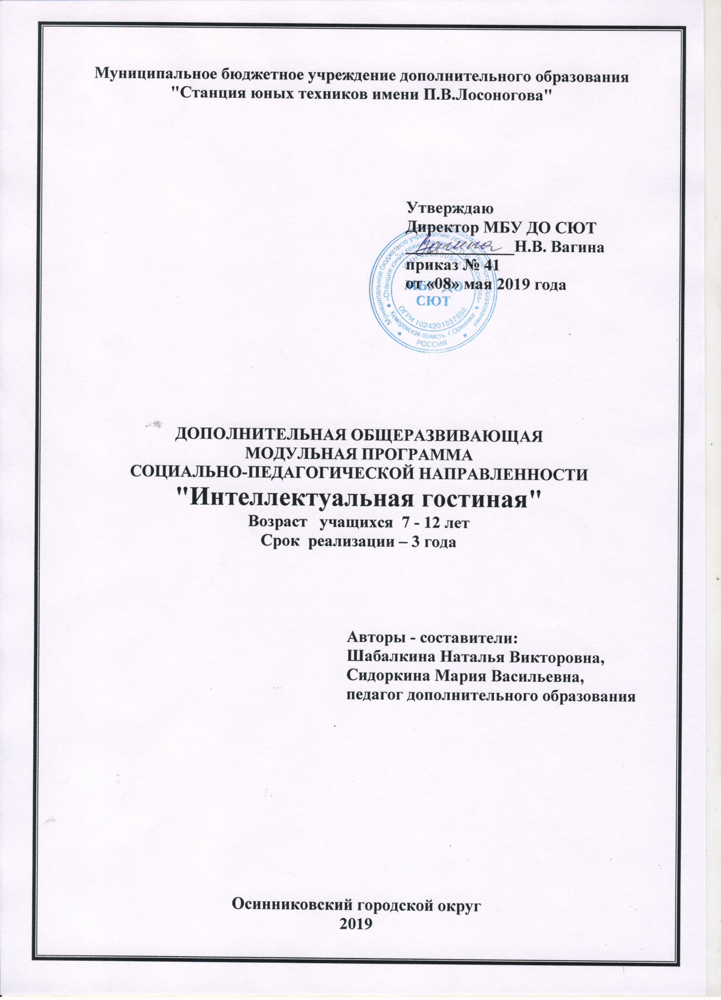 Муниципальное бюджетное учреждение дополнительного образования
"Станция юных техников имени П.В.Лосоногова"
Утверждаю
Директор МБУ ДО СЮТ
Вагина
Н.В. Вагина
приказ № 41
от «08» мая 2019 года
Муниципальное бюджетное учреждение дополнительного образования
«Станция юных техников имени П.В. Лосоногова»
ИНН
МБУ ДО
СЮТ
ОГРН 1024201857888
Кемеровская область, г.Осинники
РОССИЯ
ДОПОЛНИТЕЛЬНАЯ ОБЩЕРАЗВИВАЮЩАЯ
МОДУЛЬНАЯ ПРОГРАММА
СОЦИАЛЬНО-ПЕДАГОГИЧЕСКОЙ НАПРАВЛЕННОСТИ
"Интеллектуальная гостиная"
Возраст учащихся 7 - 12 лет
Срок реализации – 3 года
Авторы - составители:
Шабалкина Наталья Викторовна,
Сидоркина Мария Васильевна,
педагог дополнительного образования
Осинниковский городской округ
2019